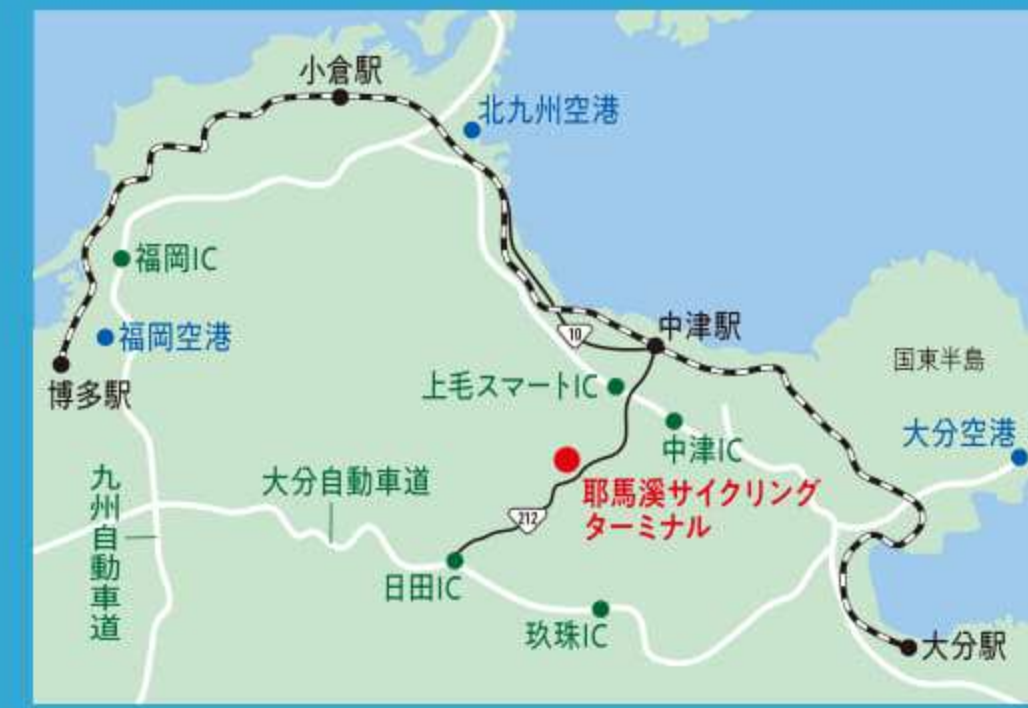 小倉駅
北九州空港
福岡IC
福岡空港
博多駅
10
中津駅
国東半島
上毛スマートIC
大分空港
中津IC
九州自動車道
大分自動車道
耶馬溪サイクリング
ターミナル
212
日田IC
玖珠IC
大分駅